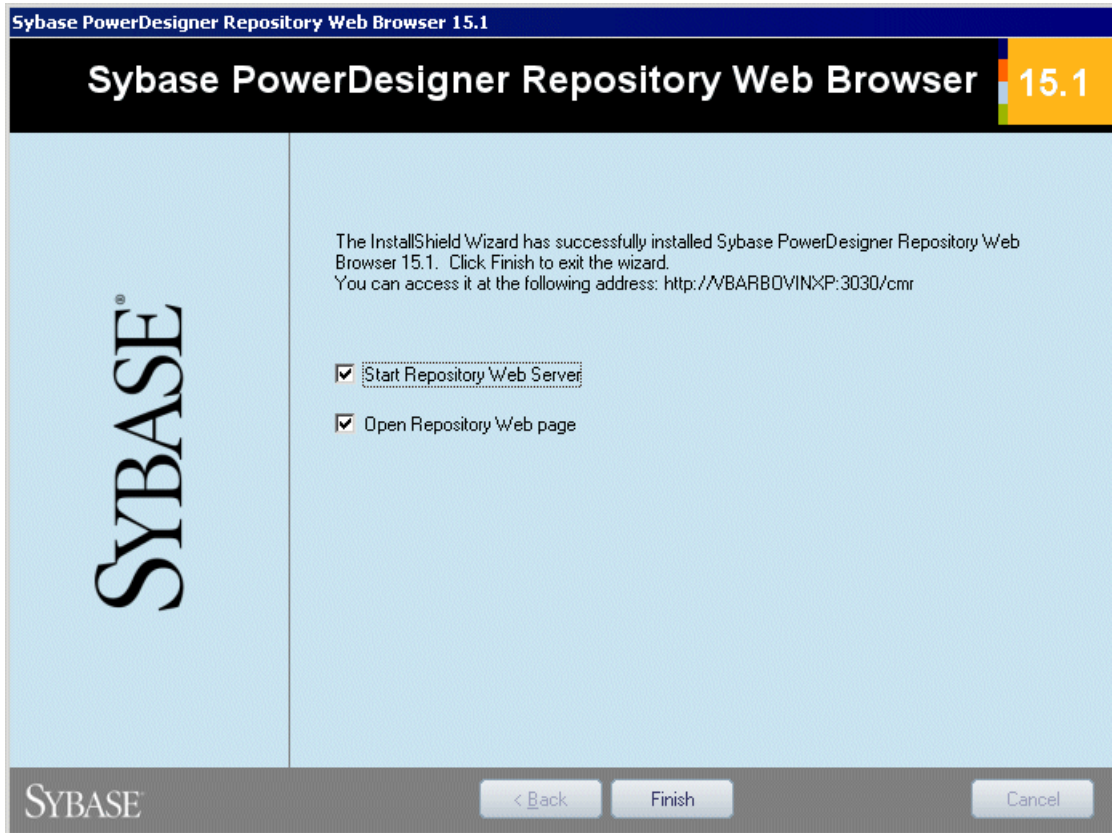 Sybase PowerDesigner Repository Web Browser 15.1
Sybase PowerDesigner Repository Web Browser 15.1
The InstallShield Wizard has successfully installed Sybase PowerDesigner Repository Web
Browser 15.1. Click Finish to exit the wizard.
You can access it at the following address: http://VBARBOVINXP:3030/cmr
SYBASE®
Start Repository Web Server
Open Repository Web page
SYBASE
< Back
Finish
Cancel